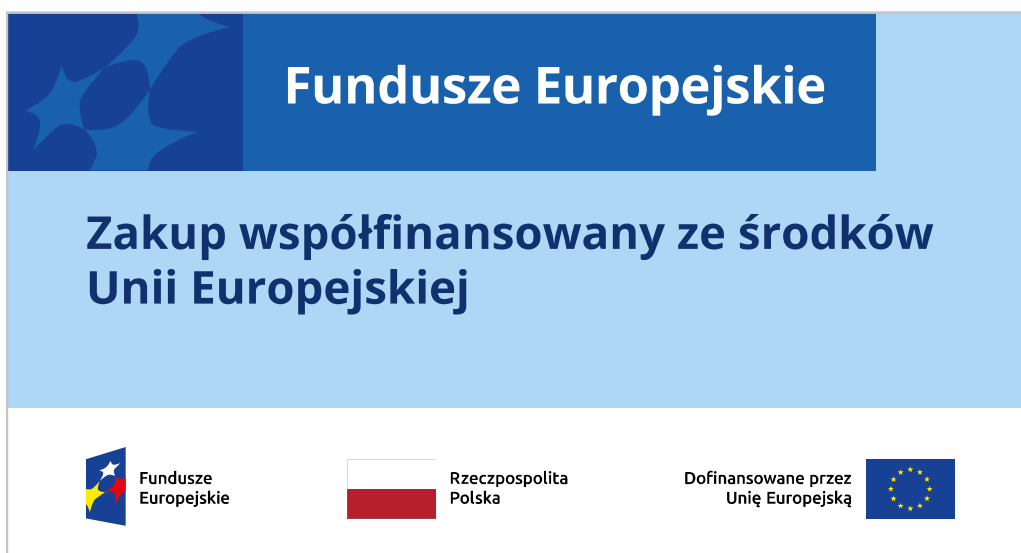 Fundusze Europejskie
Zakup współfinansowany ze środków
Unii Europejskiej
Fundusze
Europejskie
Rzeczpospolita
Polska
Dofinansowane przez
Unię Europejską